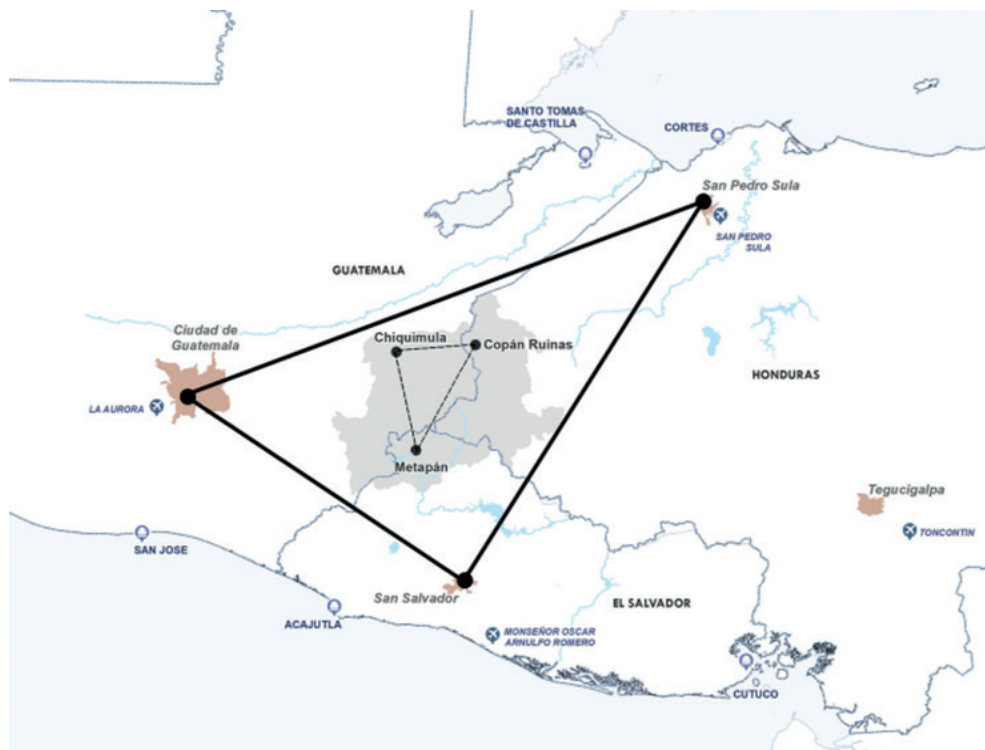 SANTO TOMAS
DE CASTILLA
CORTES
San Pedro Sula
SAN PEDRO
SULA
GUATEMALA
Ciudad de
Guatemala
Chiquimula
Copán Ruinas
HONDURAS
LA AURORA
Metapán
Tegucigalpa
TONCONTIN
SAN JOSE
San Salvador
EL SALVADOR
ACAJUTLA
MONSEÑOR OSCAR
ARNULFO ROMERO
CUTUCO